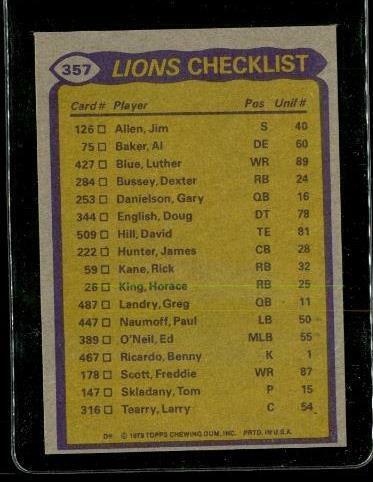 357 LIONS CHECKLIST
Card # Player Pos Unif #
126 □ Allen, Jim S 40
75 □ Baker, Al DE 60
427 □ Blue, Luther WR 89
284 □ Bussey, Dexter RB 24
253 □ Danielson, Gary QB 16
344 □ English, Doug DT 78
509 □ Hill, David TE 81
222 □ Hunter, James CB 28
59 □ Kane, Rick RB 32
26 □ King, Horace RB 25
487 □ Landry, Greg QB 11
447 □ Naumoff, Paul LB 50
389 □ O'Neil, Ed MLB 55
467 □ Ricardo, Benny K 1
178 □ Scott, Freddie WR 87
147 □ Skladany, Tom P 15
316 □ Tearry, Larry C 54
© 1979 TOPPS CHEWING GUM, INC. PRTD. IN U.S.A.